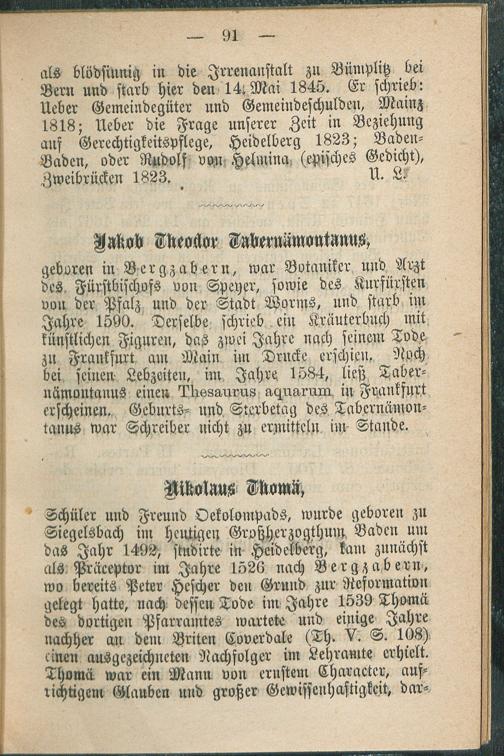 — 91 —
als blödsinnig in die Irrenanstalt zu Bümplitz bei
Bern und starb hier den 14. Mai 1845. Er schrieb:
Ueber Gemeindegüter und Gemeindeschulden, Mainz
1818; Ueber die Frage unserer Zeit in Beziehung
auf Gerechtigkeitspflege, Heidelberg 1823; Baden-
Baden, oder Rudolf von Helmina (episches Gedicht),
Zweibrücken 1823. U. L.
Jakob Theodor Tabernämontanus,
geboren in Bergzabern, war Botaniker und Arzt
des Fürstbischofs von Speyer, sowie des Kurfürsten
von der Pfalz und der Stadt Worms, und starb im
Jahre 1590. Derselbe schrieb ein Kräuterbuch mit
künstlichen Figuren, das zwei Jahre nach seinem Tode
zu Frankfurt am Main im Drucke erschien. Noch
bei seinen Lebzeiten, im Jahre 1584, ließ Taber-
nämontanus einen Thesaurus aquarum in Frankfurt
erscheinen. Geburts- und Sterbetag des Tabernämon-
tanus war Schreiber nicht zu ermitteln im Stande.
Nikolaus Thomä,
Schüler und Freund Oekolompads, wurde geboren zu
Siegelsbach im heutigen Großherzogthum Baden um
das Jahr 1492, studirte in Heidelberg, kam zunächst
als Präceptor im Jahre 1526 nach Bergzabern,
wo bereits Peter Hescher den Grund zur Reformation
gelegt hatte, nach dessen Tode im Jahre 1539 Thomä
des dortigen Pfarramtes wartete und einige Jahre
nachher an dem Briten Coverdale (Th. V. S. 108)
einen ausgezeichneten Nachfolger im Lehramte erhielt.
Thomä war ein Mann von ernstem Character, auf-
richtigem Glauben und großer Gewissenhaftigkeit, dar-